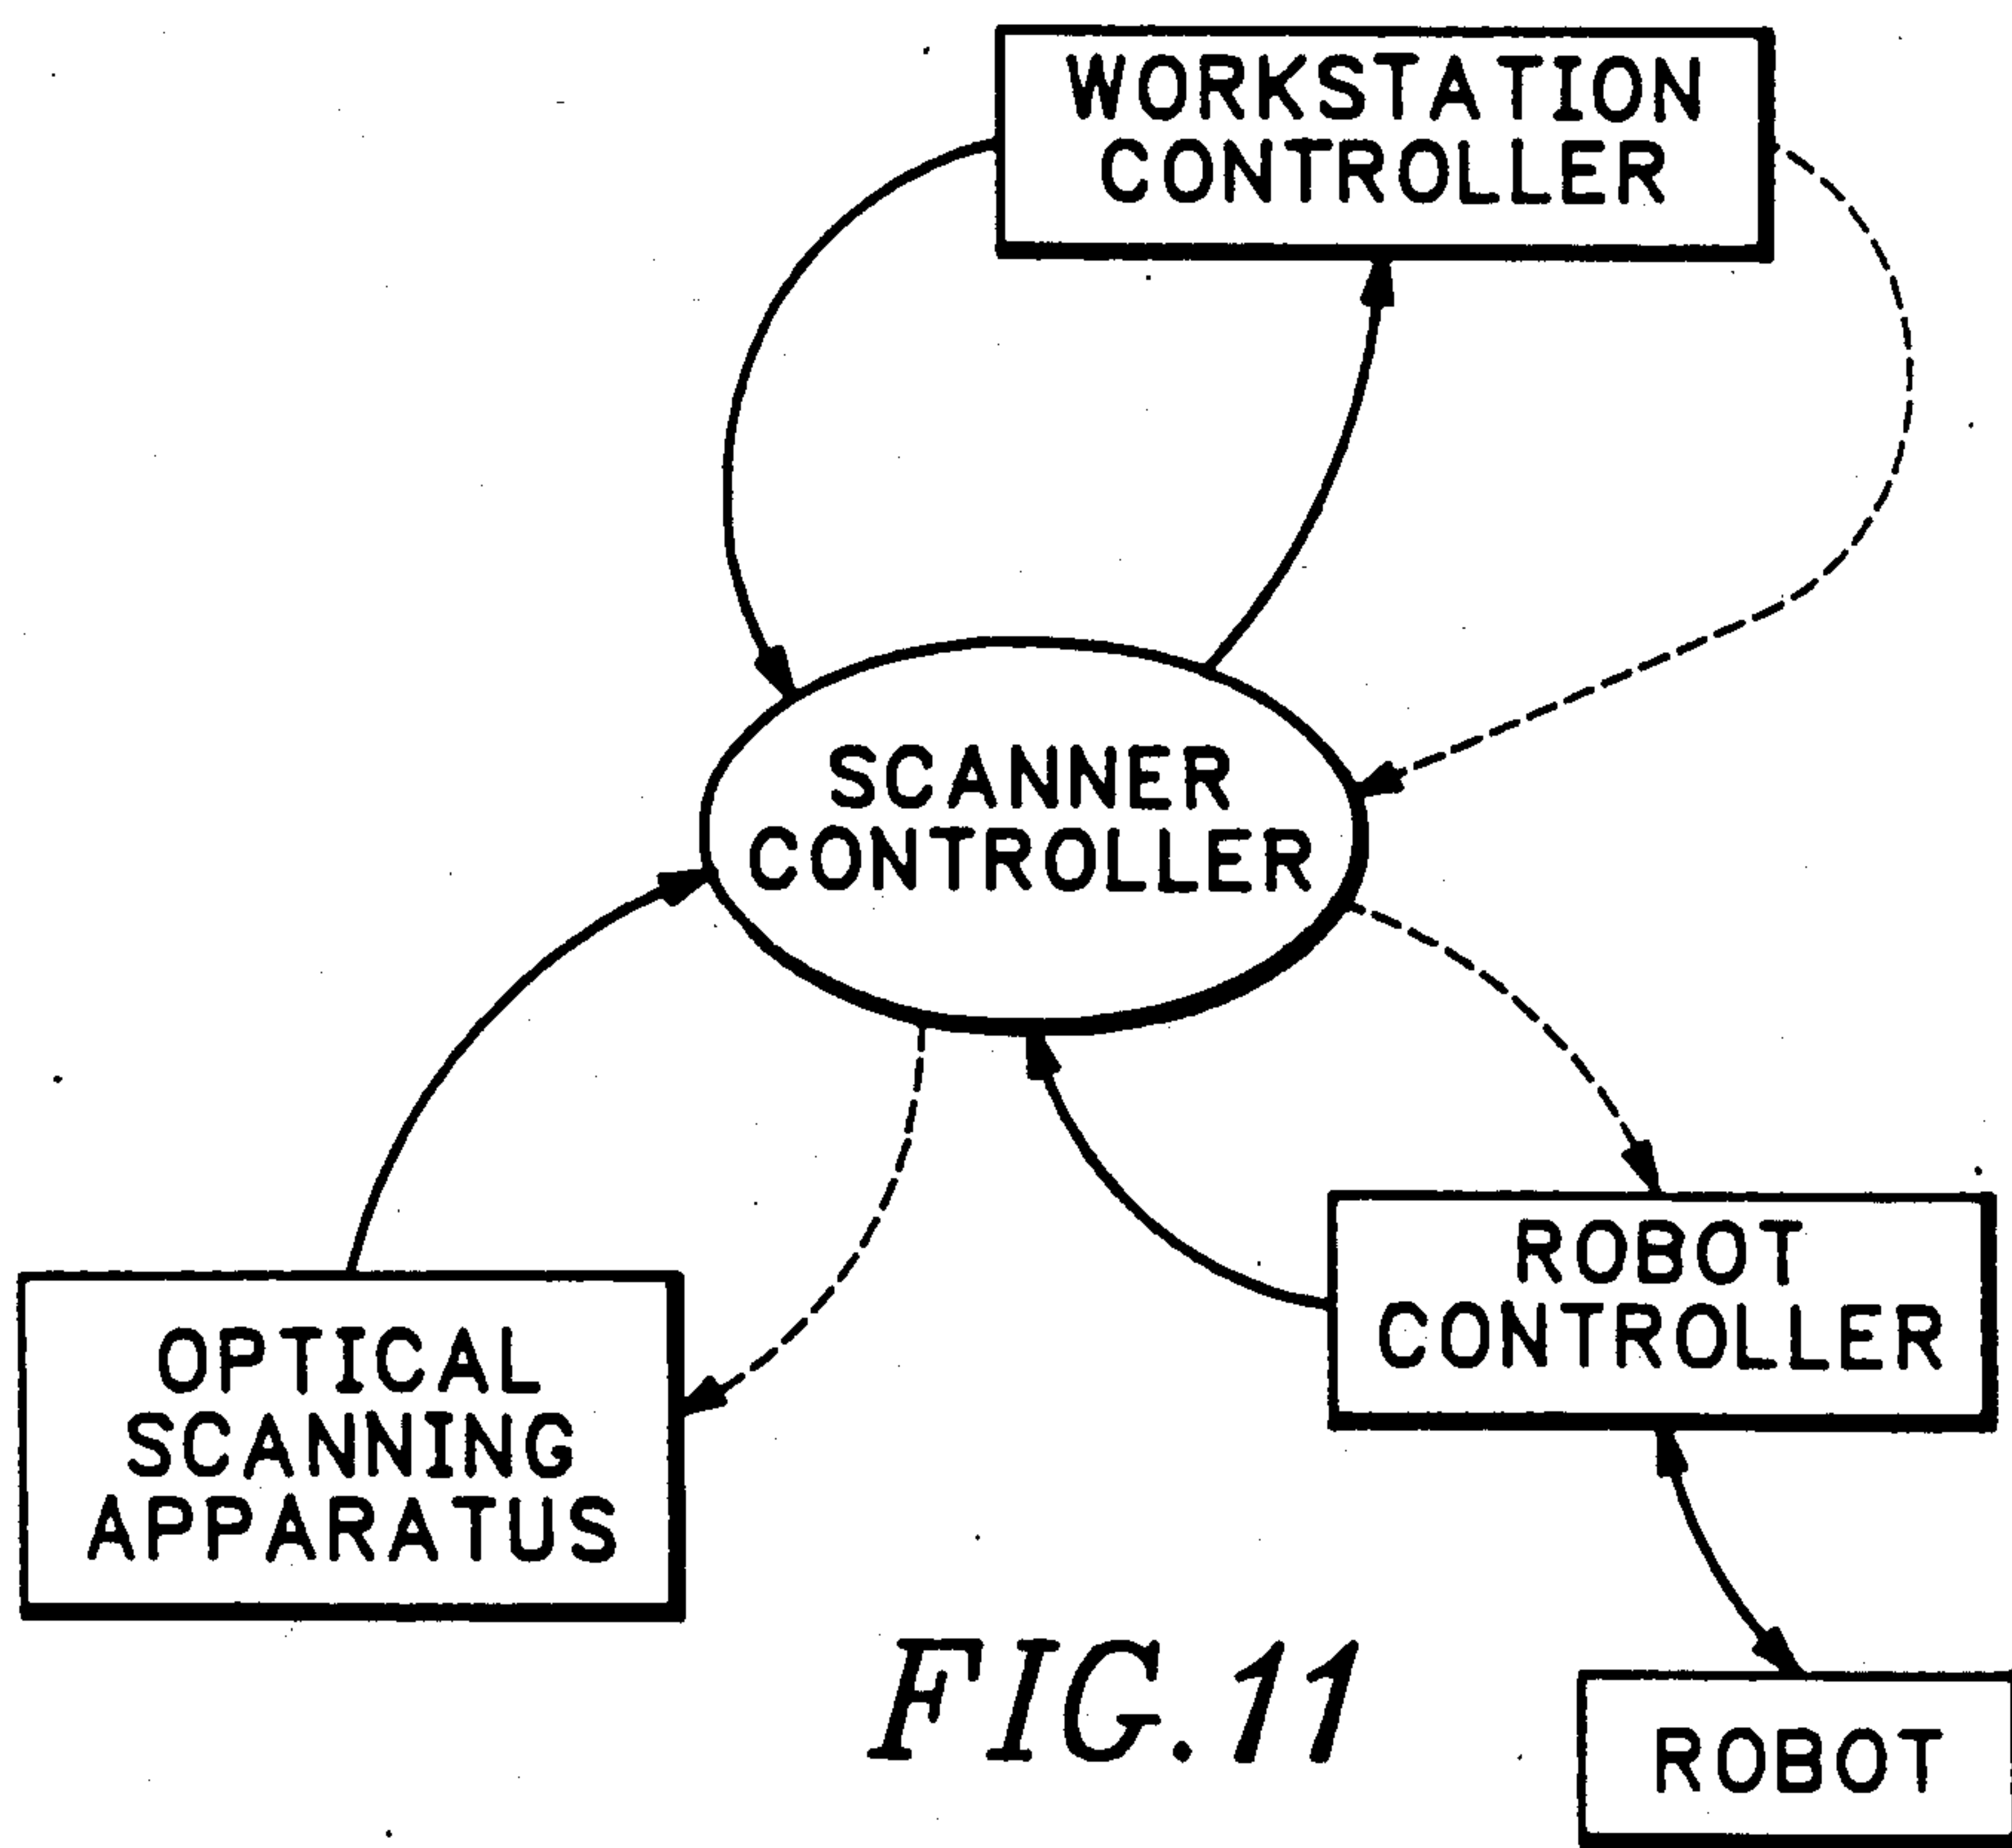 WORKSTATION
CONTROLLER
SCANNER
CONTROLLER
ROBOT
CONTROLLER
OPTICAL
SCANNING
APPARATUS
FIG.11
ROBOT